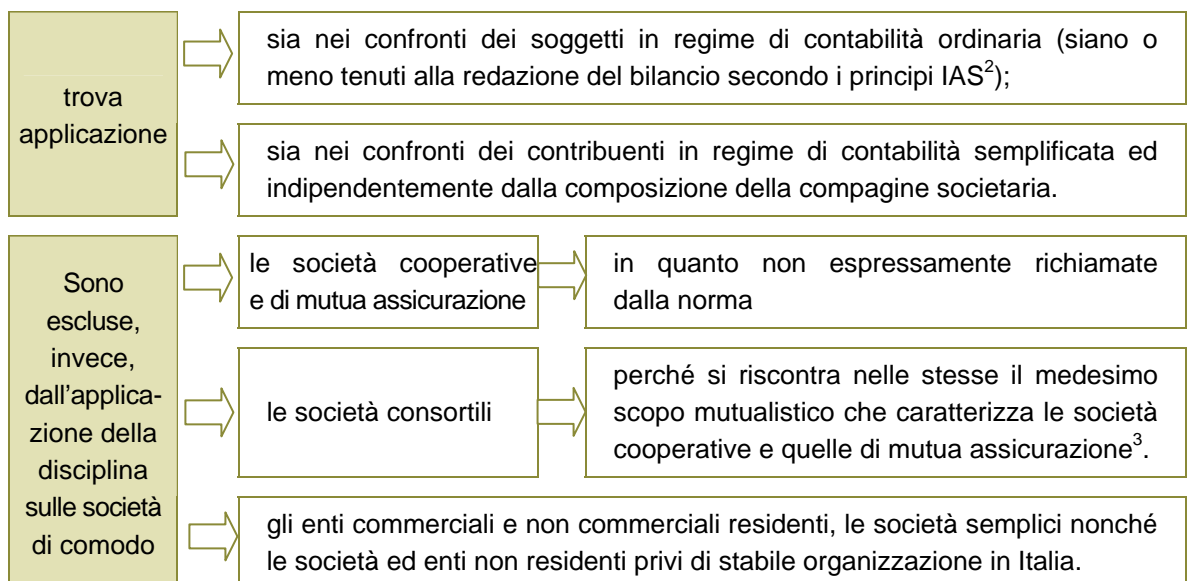 trova
applicazione
sia nei confronti dei soggetti in regime di contabilità ordinaria (siano o
meno tenuti alla redazione del bilancio secondo i principi IAS2);
sia nei confronti dei contribuenti in regime di contabilità semplificata ed
indipendentemente dalla composizione della compagine societaria.
Sono
escluse,
invece,
dall'applica-
zione della
disciplina
sulle società
di comodo
le società cooperative
e di mutua assicurazione
in quanto non espressamente richiamate
dalla norma
le società consortili
perché si riscontra nelle stesse il medesimo
scopo mutualistico che caratterizza le società
cooperative e quelle di mutua assicurazione3.
gli enti commerciali e non commerciali residenti, le società semplici nonché
le società ed enti non residenti privi di stabile organizzazione in Italia.